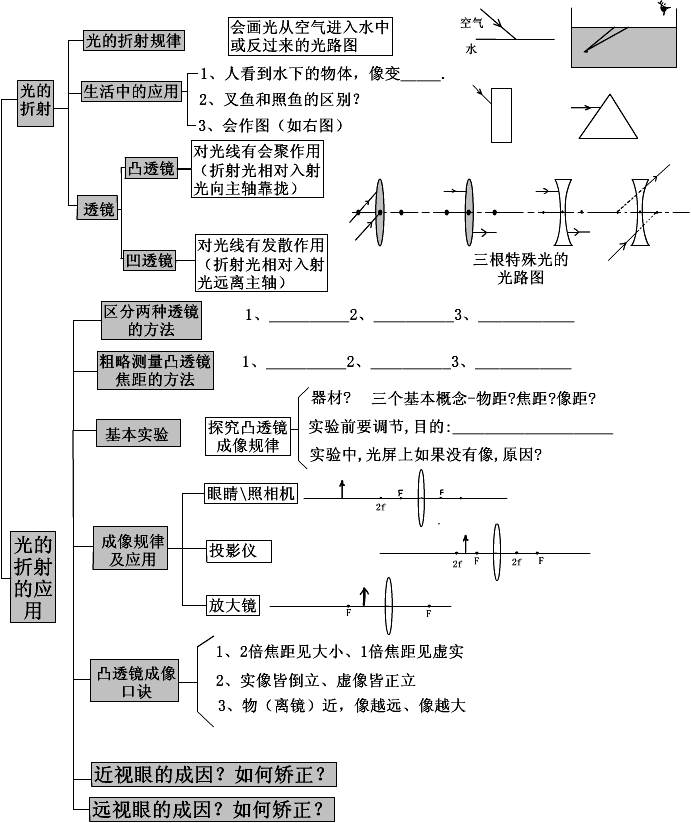 光的
折射
光的折射规律
会画光从空气进入水中
或反过来的光路图
空气
水
生活中的应用
1、人看到水下的物体，像变_____.
2、叉鱼和照鱼的区别?
3、会作图（如右图）
透镜
凸透镜
对光线有会聚作用
（折射光相对入射
光向主轴靠拢）
凹透镜
对光线有发散作用
（折射光相对入射
光远离主轴）
三根特殊光的
光路图
光的
折射
的应
用
区分两种透镜
的方法
1、__________2、__________3、____________
粗略测量凸透镜
焦距的方法
1、__________2、__________3、____________
基本实验
探究凸透镜
成像规律
器材? 三个基本概念-物距?焦距?像距?
实验前要调节,目的:____________________
实验中,光屏上如果没有像,原因?
成像规律
及应用
眼睛\照相机
2f F F
投影仪
2f F 2f F
放大镜
F F
凸透镜成像
口诀
1、2倍焦距见大小、1倍焦距见虚实
2、实像皆倒立、虚像皆正立
3、物（离镜）近，像越远、像越大
近视眼的成因？如何矫正？
远视眼的成因？如何矫正？